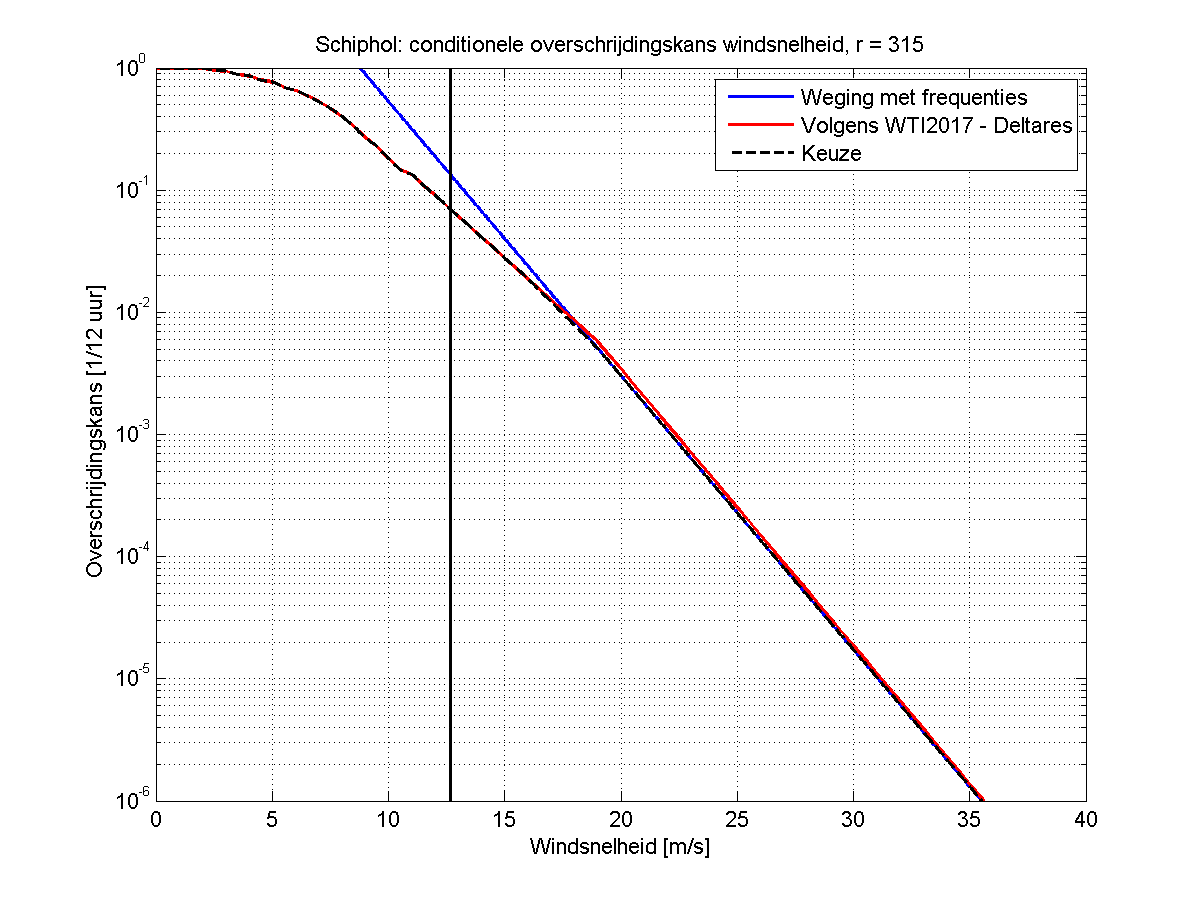 Schiphol: conditionele overschrijdingskans windsnelheid, r = 315
Weging met frequenties
Volgens WTI2017 - Deltares
Keuze
Overschrijdingskans [1/12 uur]
10^0
10^-1
10^-2
10^-3
10^-4
10^-5
10^-6
0 5 10 15 20 25 30 35 40
Windsnelheid [m/s]